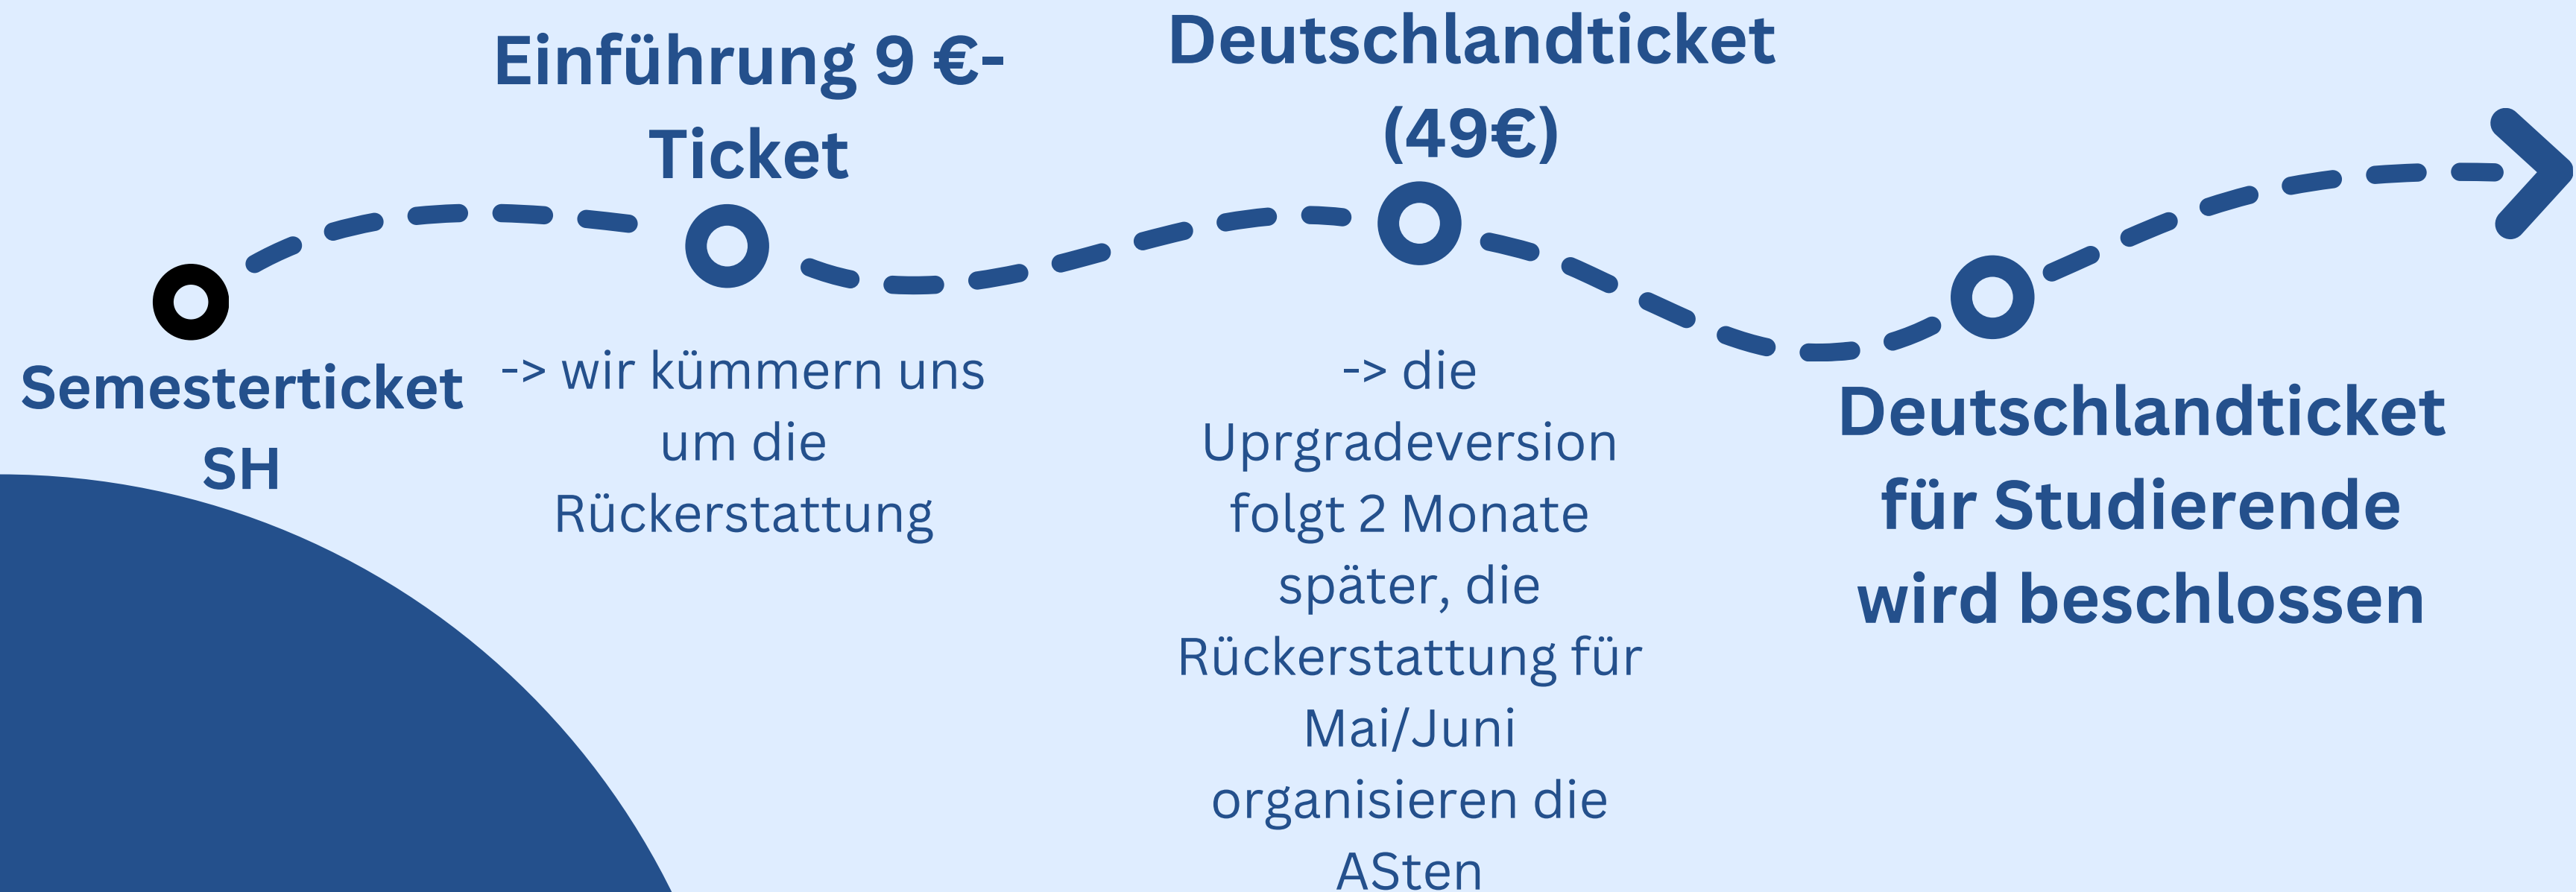 Semesterticket
SH
Einführung 9 €-
Ticket
-> wir kümmern uns
um die
Rückerstattung
Deutschlandticket
(49€)
-> die
Uprgradeversion
folgt 2 Monate
später, die
Rückerstattung für
Mai/Juni
organisieren die
ASten
Deutschlandticket
für Studierende
wird beschlossen